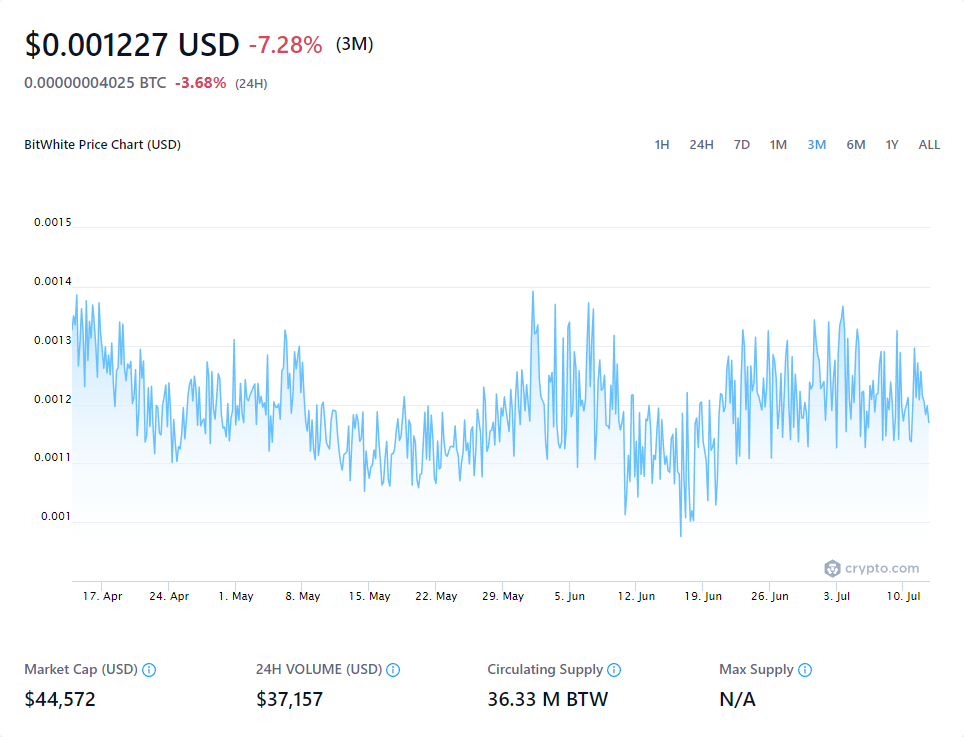 $0.001227 USD -7.28% (3M)
0.00000004025 BTC -3.68% (24H)
BitWhite Price Chart (USD) 1H 24H 7D 1M 3M 6M 1Y ALL
0.0015
0.0014
0.0013
0.0012
0.0011
0.001
crypto.com
17. Apr 24. Apr 1. May 8. May 15. May 22. May 29. May 5. Jun 12. Jun 19. Jun 26. Jun 3. Jul 10. Jul
Market Cap (USD) 24H VOLUME (USD) Circulating Supply Max Supply
$44,572 $37,157 36.33 M BTW N/A